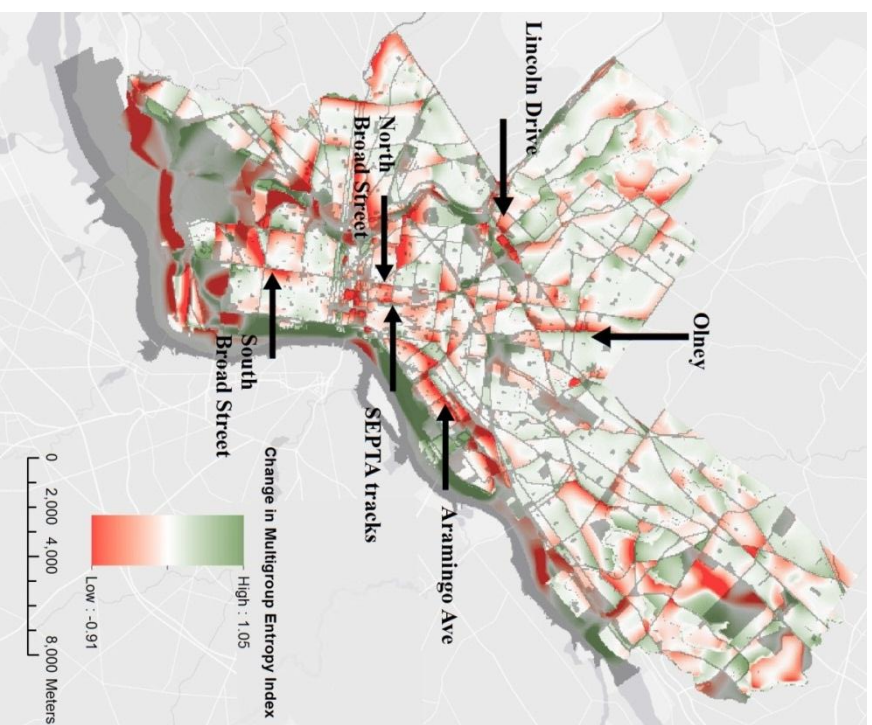 Lincoln Drive
North
Broad Street
Olney
South
Broad Street
SEPTA tracks
Aramingo Ave
Change in Multigroup Entropy Index
High : 1.05
Low : -0.91
0 2,000 4,000 8,000 Meters